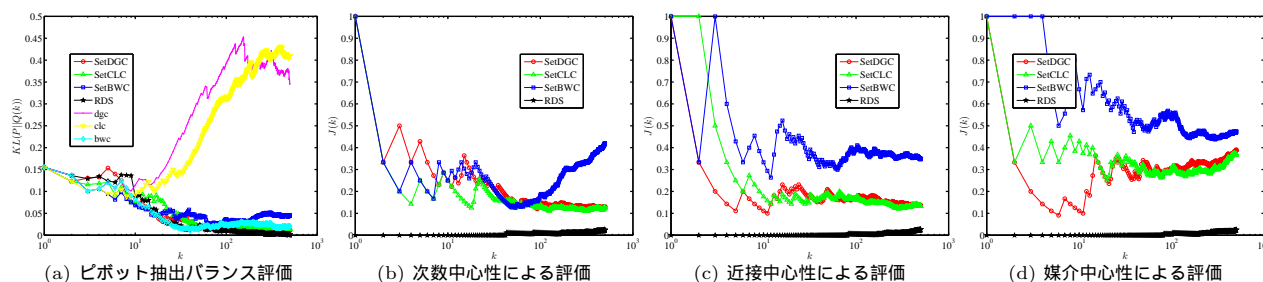 0.5
0.45
0.4
0.35
0.3
0.25
0.2
0.15
0.1
0.05
0
KL(P||Q(k))
SetDGC
SetCLC
SetBWC
RDS
dgc
clc
bwc
10^0
10^1
10^2
10^3
k
(a) ピボット抽出バランス評価
1
0.9
0.8
0.7
0.6
0.5
0.4
0.3
0.2
0.1
0
J(k)
SetDGC
SetCLC
SetBWC
RDS
10^0
10^1
10^2
10^3
k
(b) 次数中心性による評価
1
0.9
0.8
0.7
0.6
0.5
0.4
0.3
0.2
0.1
0
J(k)
SetDGC
SetCLC
SetBWC
RDS
10^0
10^1
10^2
10^3
k
(c) 近接中心性による評価
1
0.9
0.8
0.7
0.6
0.5
0.4
0.3
0.2
0.1
0
J(k)
SetDGC
SetCLC
SetBWC
RDS
10^0
10^1
10^2
10^3
k
(d) 媒介中心性による評価